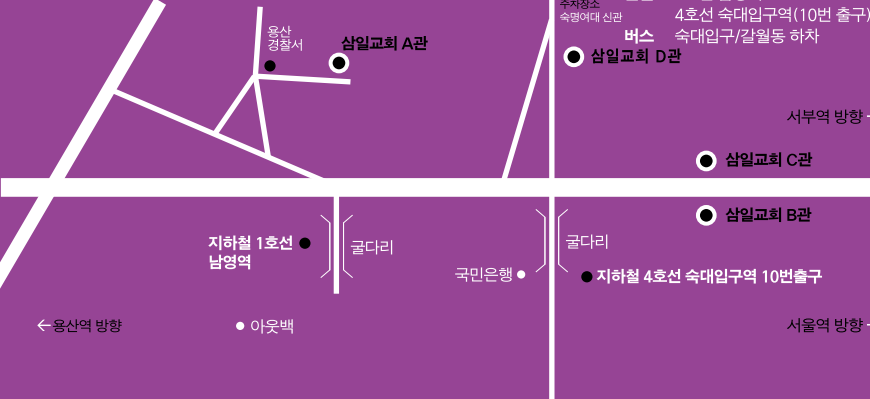 주차장소
숙명여대 신관
4호선 숙대입구역(10번 출구)
버스 숙대입구/갈월동 하차
용산
경찰서
삼일교회 A관
삼일교회 D관
서부역 방향
삼일교회 C관
삼일교회 B관
지하철 1호선
남영역
굴다리
굴다리
국민은행
지하철 4호선 숙대입구역 10번출구
용산역 방향
아웃백
서울역 방향